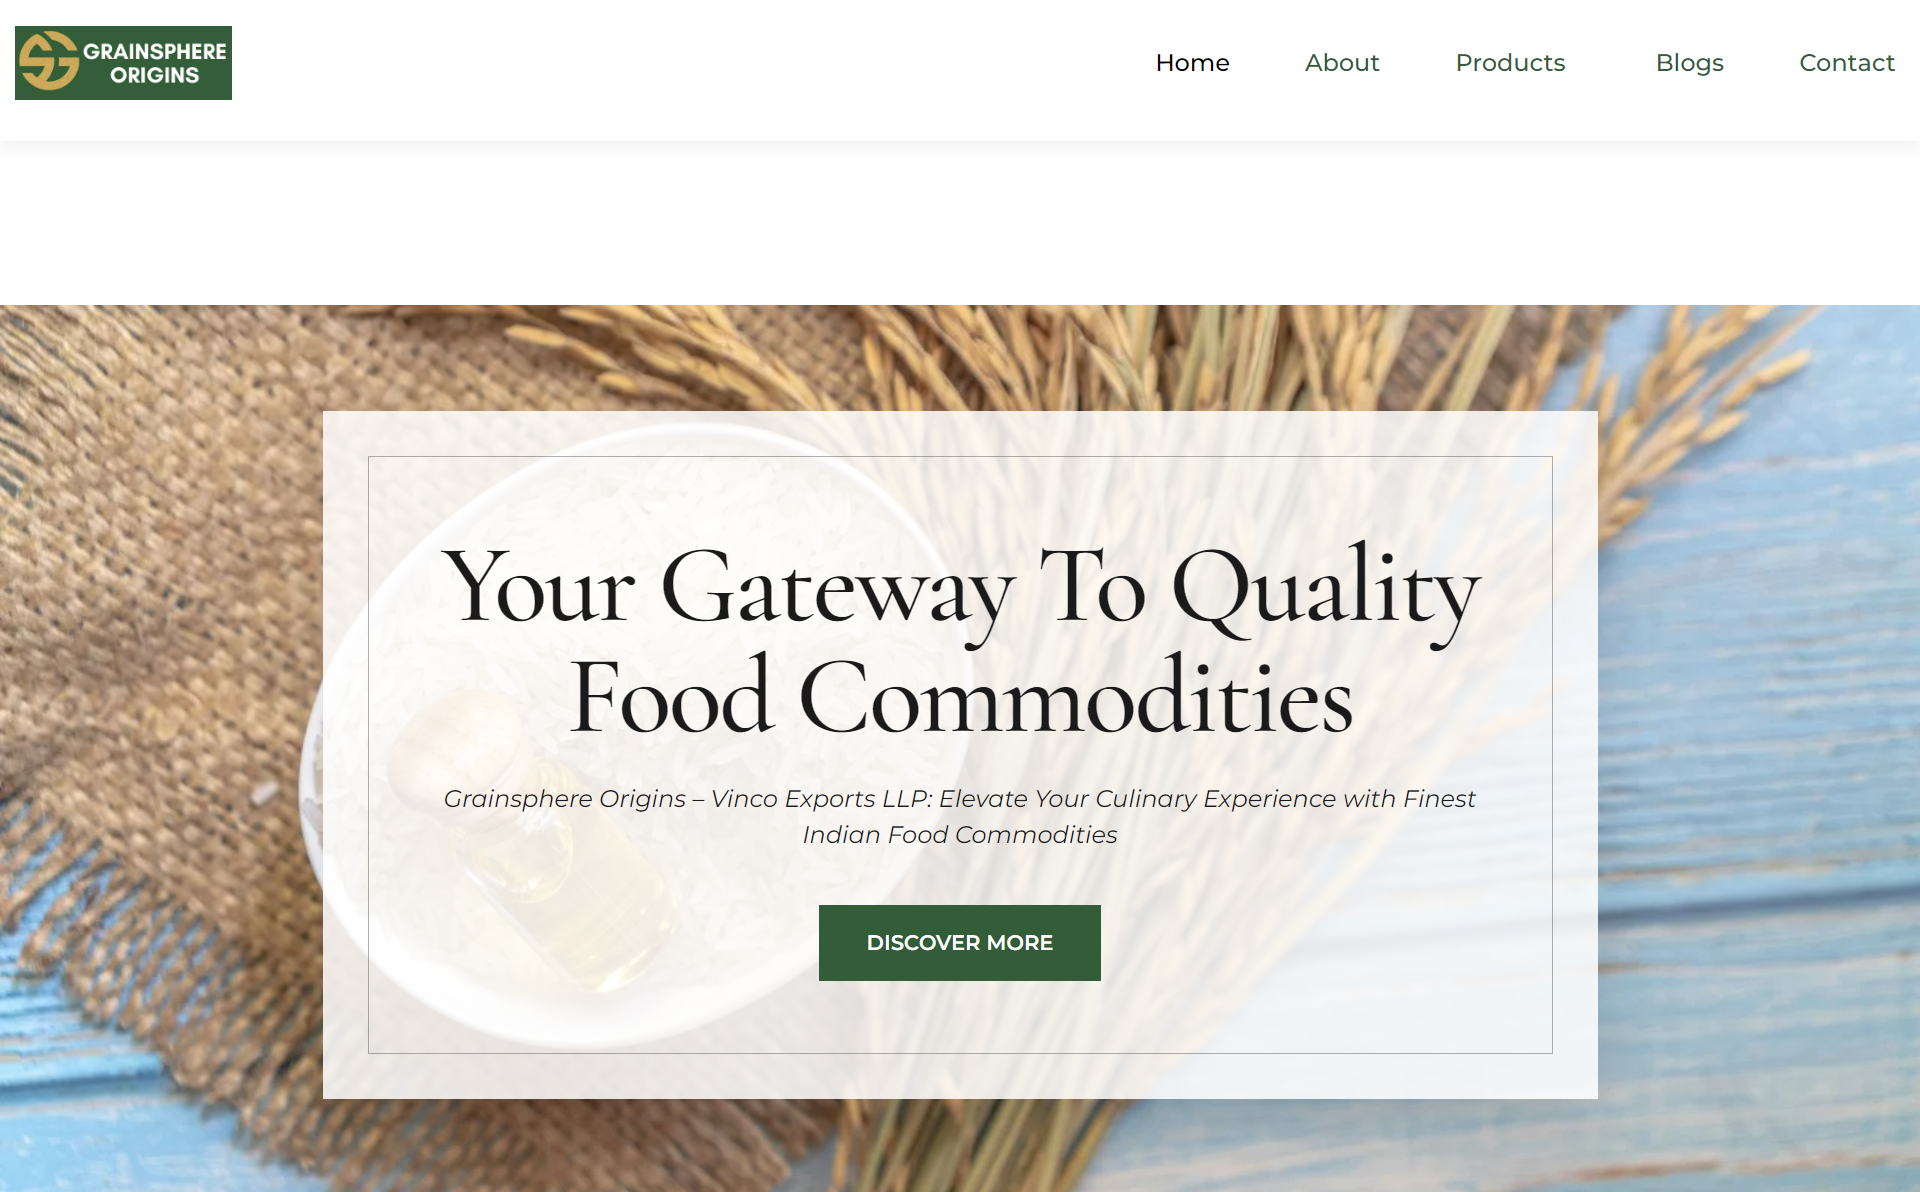 GRAINSPHERE
ORIGINS
Home About Products Blogs Contact
Your Gateway To Quality
Food Commodities
Grainsphere Origins – Vinco Exports LLP: Elevate Your Culinary Experience with Finest
Indian Food Commodities
DISCOVER MORE